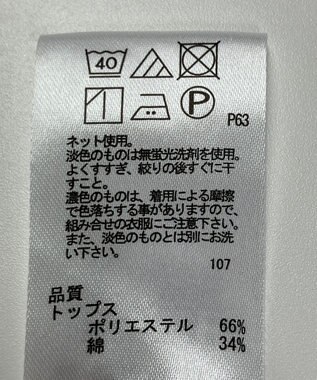 40
P
P63
ネット使用。
淡色のものは無蛍光洗剤を使用。
よくすすぎ、絞りの後すぐに干
すこと。
濃色のものは、着用による摩擦
で色落ちする事がありますので、
組み合せの衣服にご注意下さい。
また、淡色のものとは別にお洗
い下さい。
107
品質
トップス
ポリエステル 66%
綿 34%